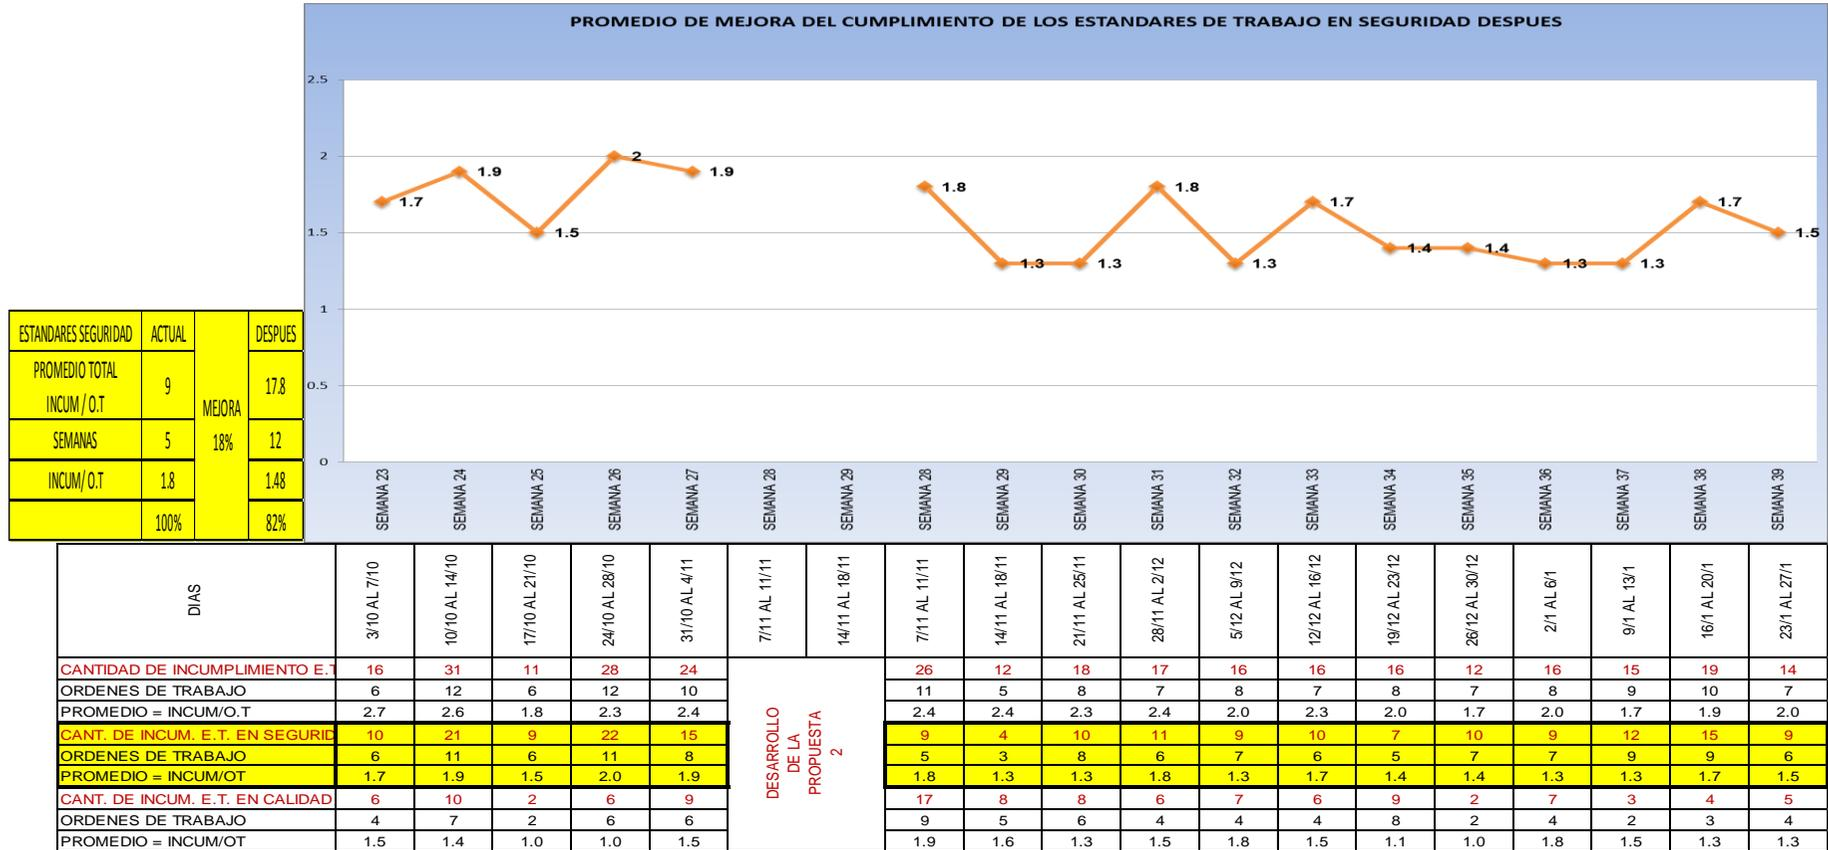 PROMEDIO DE MEJORA DEL CUMPLIMIENTO DE LOS ESTANDARES DE TRABAJO EN SEGURIDAD DESPUES
2.5
2
1.5
1
0.5
0
1.7 1.9 1.5 2 1.9 1.8 1.3 1.3 1.8 1.3 1.7 1.4 1.4 1.3 1.3 1.7 1.5
SEMANA 23 SEMANA 24 SEMANA 25 SEMANA 26 SEMANA 27 SEMANA 28 SEMANA 29 SEMANA 28 SEMANA 29 SEMANA 30 SEMANA 31 SEMANA 32 SEMANA 33 SEMANA 34 SEMANA 35 SEMANA 36 SEMANA 37 SEMANA 38 SEMANA 39
ESTANDARES SEGURIDAD ACTUAL DESPUES
PROMEDIO TOTAL
INCUM / O.T 9 17.8
MEJORA
18%
SEMANAS 5 12
INCUM/ O.T 1.8 1.48
100% 82%
DIAS 3/10 AL 7/10 10/10 AL 14/10 17/10 AL 21/10 24/10 AL 28/10 31/10 AL 4/11 7/11 AL 11/11 14/11 AL 18/11 7/11 AL 11/11 14/11 AL 18/11 21/11 AL 25/11 28/11 AL 2/12 5/12 AL 9/12 12/12 AL 16/12 19/12 AL 23/12 26/12 AL 30/12 2/1 AL 6/1 9/1 AL 13/1 16/1 AL 20/1 23/1 AL 27/1
CANTIDAD DE INCUMPLIMIENTO E.T 16 31 11 28 24 26 12 18 17 16 16 16 12 16 15 19 14
ORDENES DE TRABAJO 6 12 6 12 10 11 5 8 7 8 7 8 7 8 9 10 7
PROMEDIO = INCUM/O.T 2.7 2.6 1.8 2.3 2.4 2.4 2.4 2.3 2.4 2.0 2.3 2.0 1.7 2.0 1.7 1.9 2.0
CANT. DE INCUM. E.T. EN SEGURID 10 21 9 22 15 9 4 10 11 9 10 7 10 9 12 15 9
ORDENES DE TRABAJO 6 11 6 11 8 5 3 8 6 7 6 5 7 7 9 9 6
PROMEDIO = INCUM/OT 1.7 1.9 1.5 2.0 1.9 1.8 1.3 1.3 1.8 1.3 1.7 1.4 1.4 1.3 1.3 1.7 1.5
CANT. DE INCUM. E.T. EN CALIDAD 6 10 2 6 9 17 8 8 6 7 6 9 2 7 3 4 5
ORDENES DE TRABAJO 4 7 2 6 6 9 5 6 4 4 4 8 2 4 2 3 4
PROMEDIO = INCUM/OT 1.5 1.4 1.0 1.0 1.5 1.9 1.6 1.3 1.5 1.8 1.5 1.1 1.0 1.8 1.5 1.3 1.3
DESARROLLO
DE LA
PROPUESTA
2